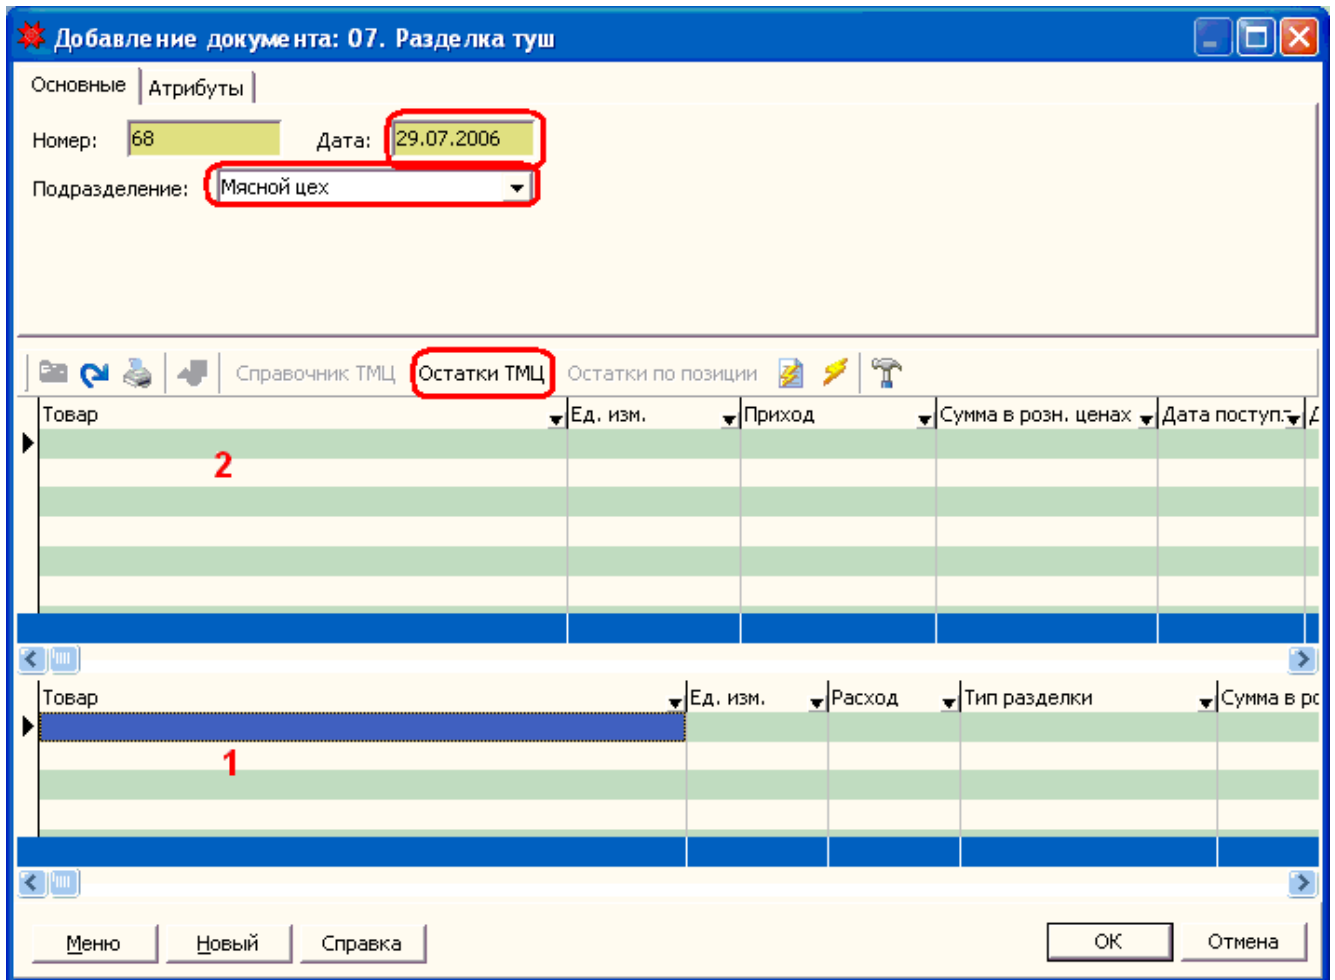 Добавление документа: 07. Разделка туш
Основные Атрибуты
Номер: 68 Дата: 29.07.2006
Подразделение: Мясной цех
Справочник ТМЦ Остатки ТМЦ Остатки по позиции
Товар Ед. изм. Приход Сумма в розн. ценах Дата поступ.
2
Товар Ед. изм. Расход Тип разделки Сумма в ро
1
Меню Новый Справка ОК Отмена